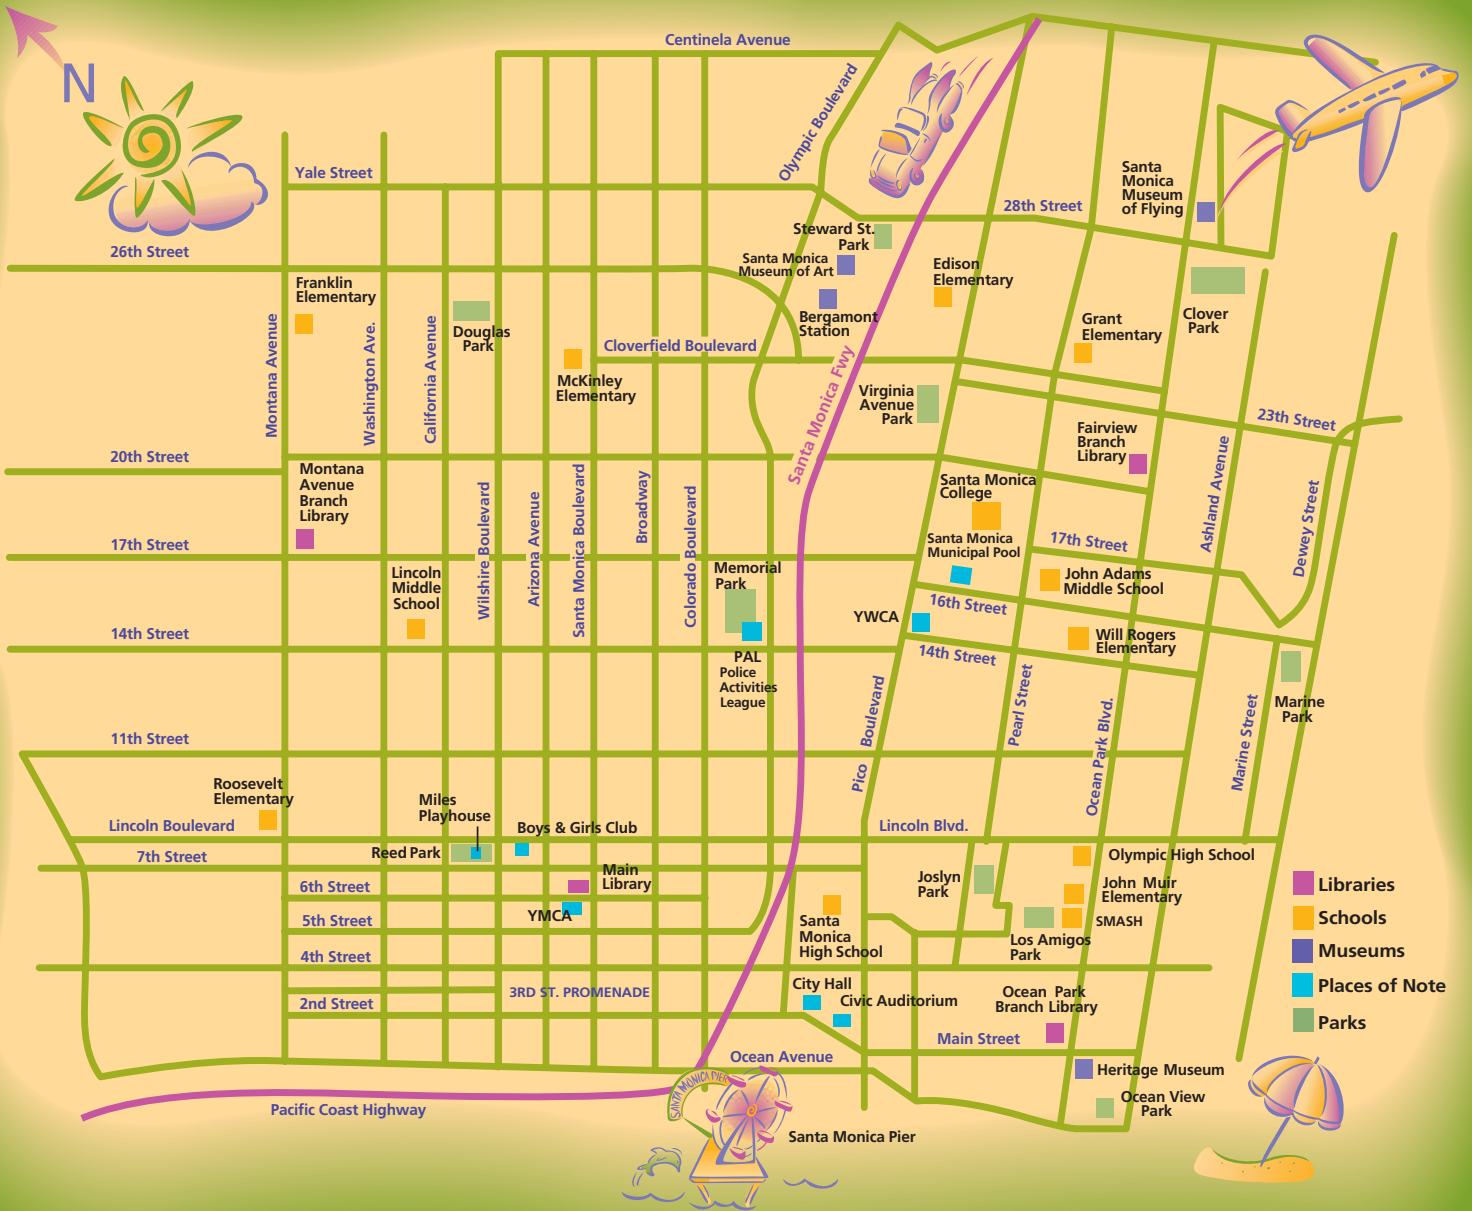 Centinela Avenue
N
Olympic Boulevard
Yale Street
Santa
Monica
Museum
of Flying
28th Street
Steward St.
Park
26th Street
Santa Monica
Museum of Art
Edison
Elementary
Franklin
Elementary
Bergamont
Station
Clover
Park
Grant
Elementary
Douglas
Park
Montana Avenue
Washington Ave.
California Avenue
Cloverfield Boulevard
McKinley
Elementary
Santa Monica Fwy
Virginia
Avenue
Park
23th Street
Fairview
Branch
Library
20th Street
Montana
Avenue
Branch
Library
Wilshire Boulevard
Arizona Avenue
Santa Monica Boulevard
Broadway
Colorado Boulevard
Santa Monica
College
Ashland Avenue
Dewey Street
17th Street
Santa Monica
Municipal Pool
17th Street
Lincoln
Middle
School
Memorial
Park
John Adams
Middle School
16th Street
YWCA
14th Street
Will Rogers
Elementary
14th Street
PAL
Police
Activities
League
Pico Boulevard
Pearl Street
Ocean Park Blvd.
Marine Street
Marine
Park
11th Street
Roosevelt
Elementary
Miles
Playhouse
Lincoln Boulevard
Boys & Girls Club
Lincoln Blvd.
Reed Park
7th Street
Olympic High School
Main
Library
Joslyn
Park
6th Street
John Muir
Elementary
Libraries
YMCA
5th Street
Santa
Monica
High School
SMASH
Schools
Los Amigos
Park
Museums
4th Street
3RD ST. PROMENADE
City Hall
Places of Note
2nd Street
Civic Auditorium
Ocean Park
Branch Library
Parks
Main Street
Ocean Avenue
Heritage Museum
SANTA MONICA PIER
Ocean View
Park
Pacific Coast Highway
Santa Monica Pier